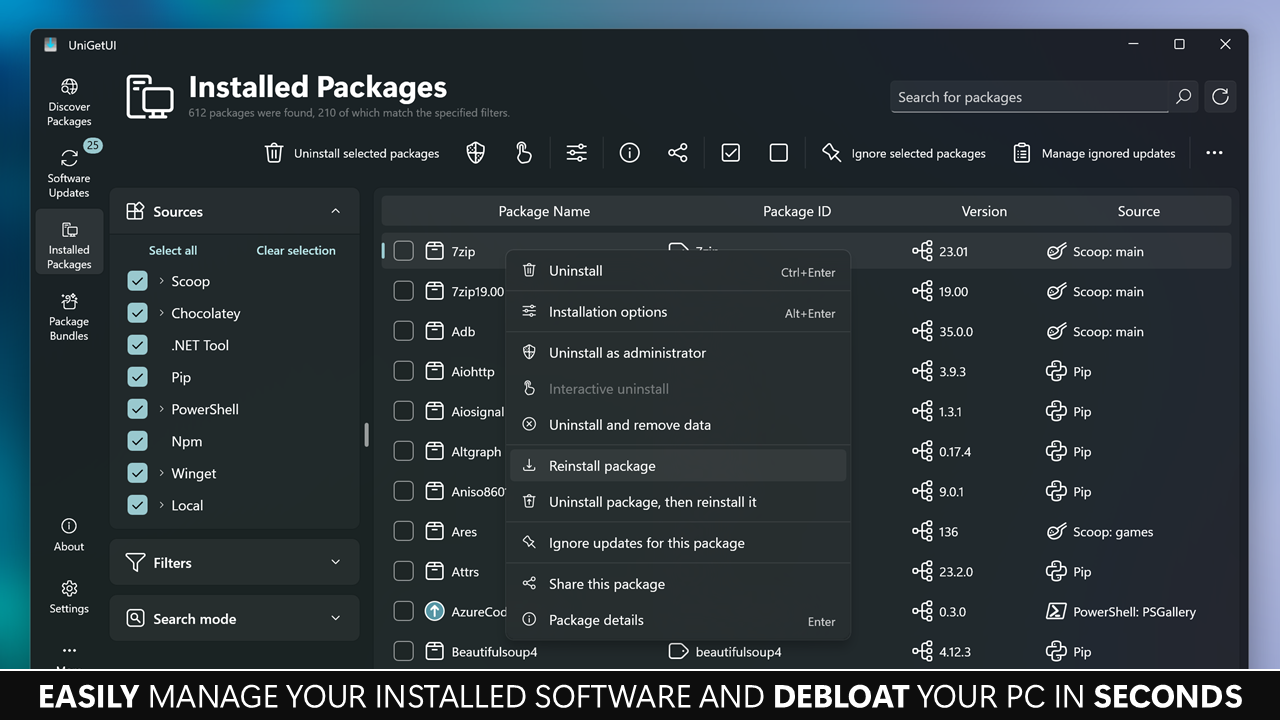 UniGetUI
Discover
Packages
25
Software
Updates
Installed
Packages
Package
Bundles
About
Settings
Installed Packages
612 packages were found, 210 of which match the specified filters.
Search for packages
Uninstall selected packages
Ignore selected packages
Manage ignored updates
Sources
Select all Clear selection
Scoop
Chocolatey
.NET Tool
Pip
PowerShell
Npm
Winget
Local
Filters
Search mode
Package Name Package ID Version Source
7zip 7zip 23.01 Scoop: main
7zip19.00 19.00 Scoop: main
Adb 35.0.0 Scoop: main
Aiohttp 3.9.3 Pip
Aiosignal 1.3.1 Pip
Altgraph 0.17.4 Pip
Aniso860 9.0.1 Pip
Ares 136 Scoop: games
Attrs 23.2.0 Pip
AzureCod 0.3.0 PowerShell: PSGallery
Beautifulsoup4 beautifulsoup4 4.12.3 Pip
Uninstall Ctrl+Enter
Installation options Alt+Enter
Uninstall as administrator
Interactive uninstall
Uninstall and remove data
Reinstall package
Uninstall package, then reinstall it
Ignore updates for this package
Share this package
Package details Enter
EASILY MANAGE YOUR INSTALLED SOFTWARE AND DEBLOAT YOUR PC IN SECONDS